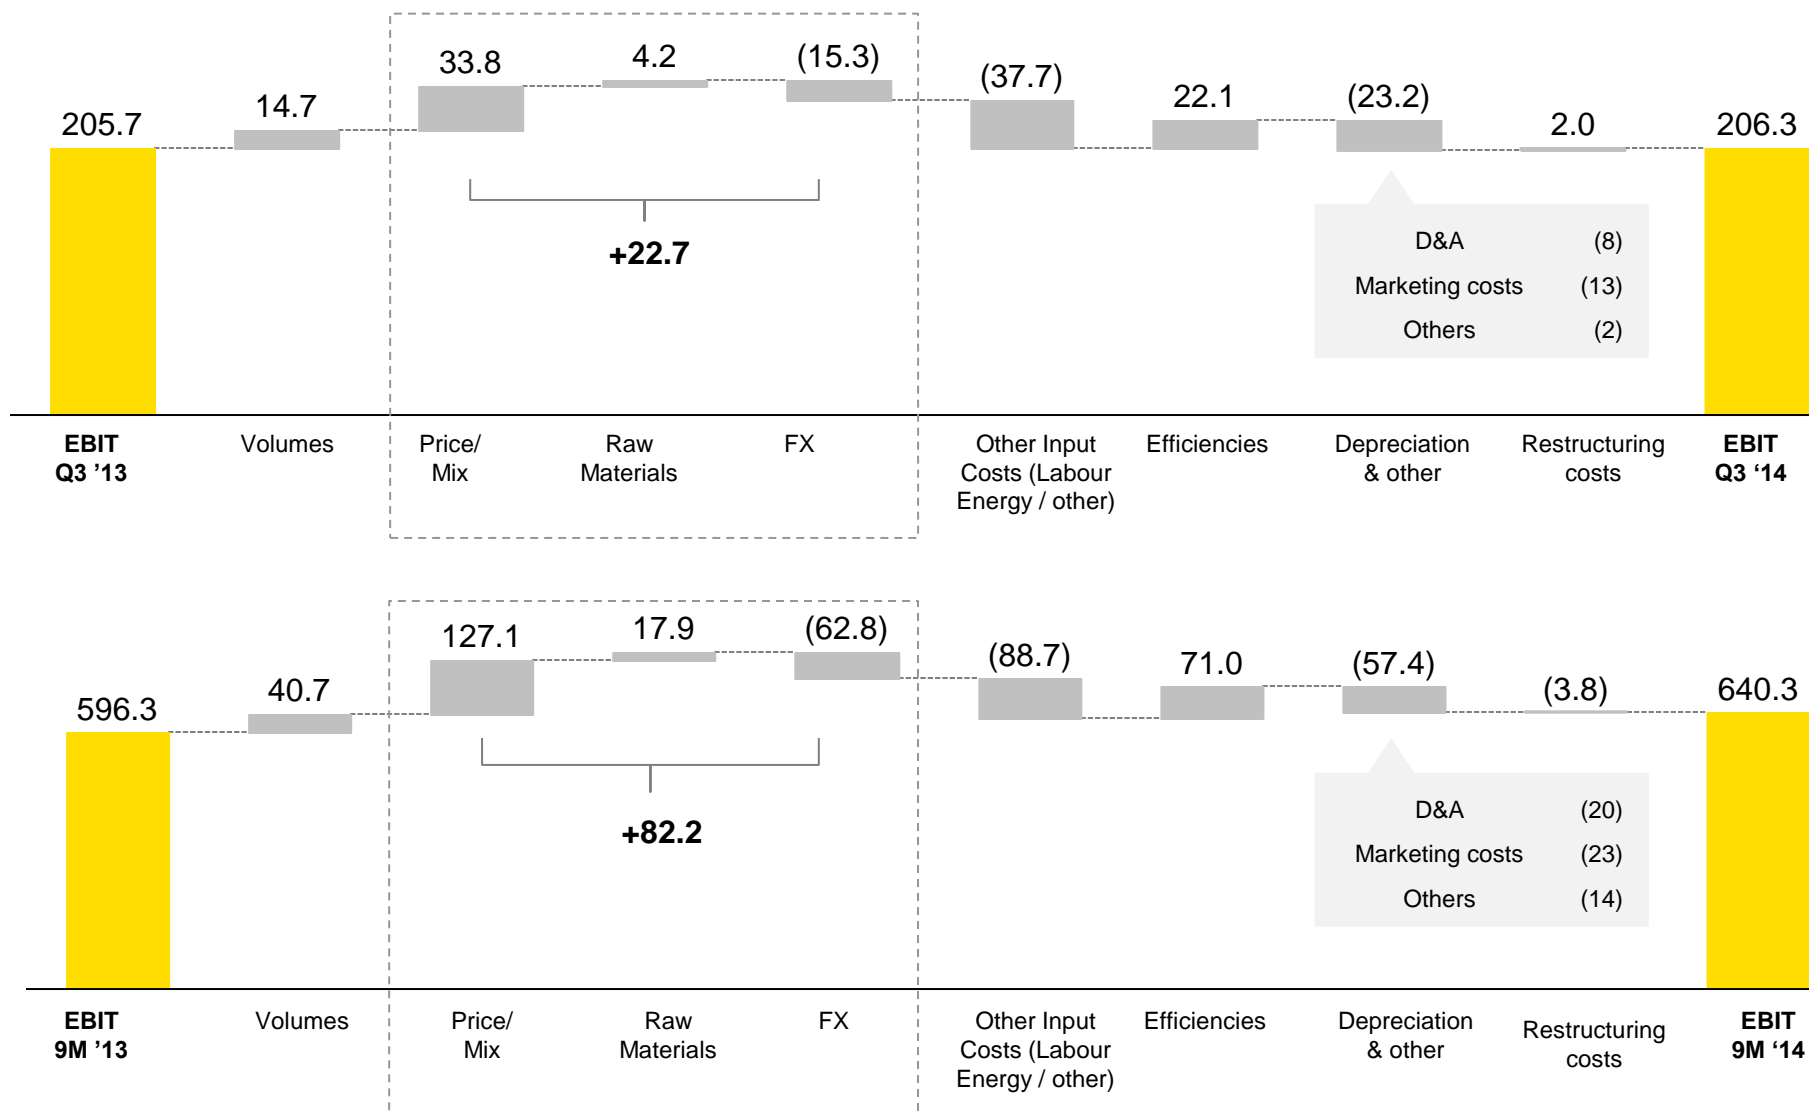 205.7
14.7
33.8
4.2
(15.3)
(37.7)
22.1
(23.2)
2.0
206.3
+22.7
D&A (8)
Marketing costs (13)
Others (2)
EBIT
Q3 ’13
Volumes
Price/
Mix
Raw
Materials
FX
Other Input
Costs (Labour
Energy / other)
Efficiencies
Depreciation
& other
Restructuring
costs
EBIT
Q3 ‘14
596.3
40.7
127.1
17.9
(62.8)
(88.7)
71.0
(57.4)
(3.8)
640.3
+82.2
D&A (20)
Marketing costs (23)
Others (14)
EBIT
9M ’13
Volumes
Price/
Mix
Raw
Materials
FX
Other Input
Costs (Labour
Energy / other)
Efficiencies
Depreciation
& other
Restructuring
costs
EBIT
9M ‘14